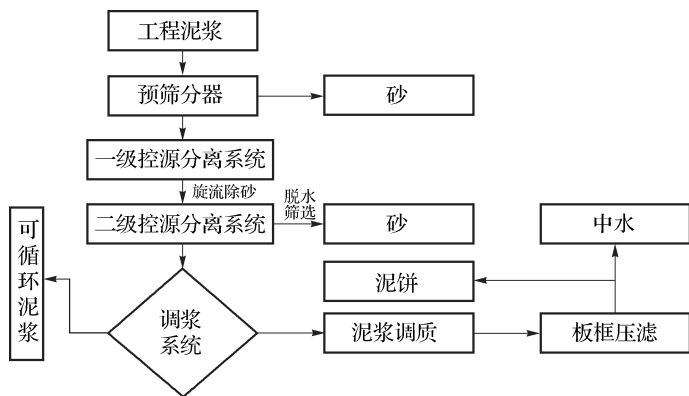 工程泥浆
预筛分器
砂
一级控源分离系统
旋流除砂
二级控源分离系统
脱水
筛选
砂
中水
可
循
环
泥
浆
泥饼
调浆
系统
泥浆调质
板框压滤